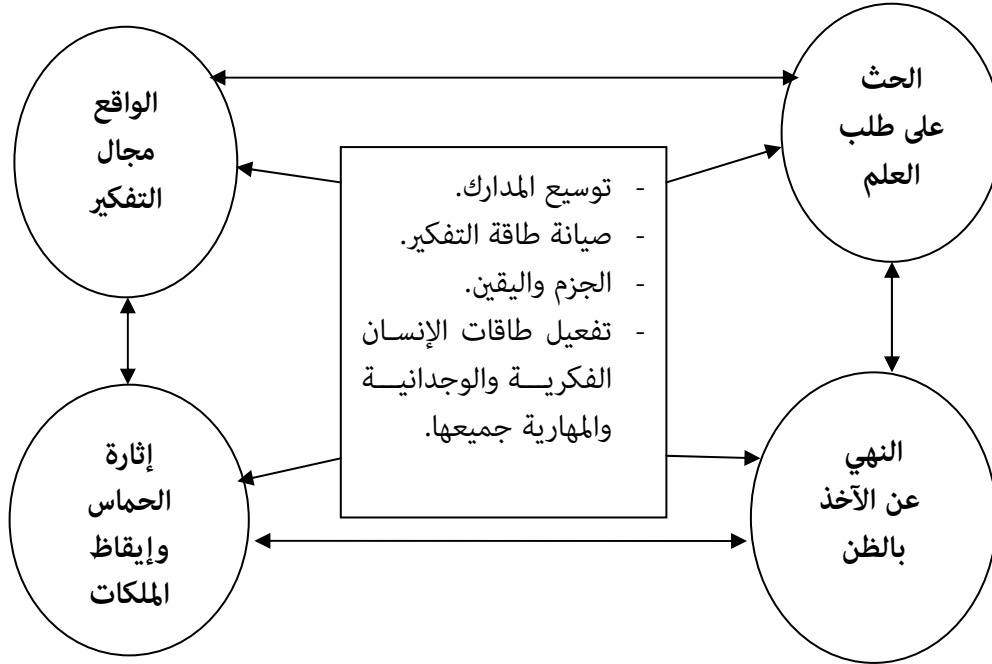 الحث
على طلب
العلم
الواقع
مجال
التفكير
- توسيع المدارك.
- صيانة طاقة التفكير.
- الجزم واليقين.
- تفعيل طاقات الإنسان
الفكرية والوجدانية
والمهارية جميعها.
النهي
عن الآخذ
بالظن
إثارة
الحماس
وإيقاظ
الملكات